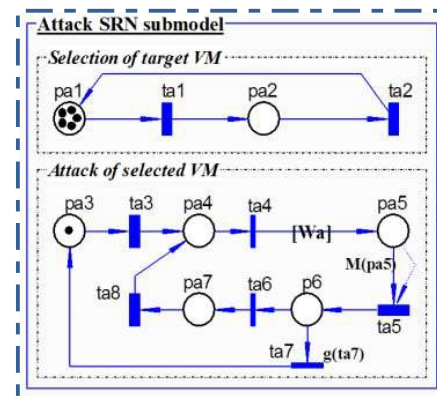 Attack SRN submodel
Selection of target VM
pa1 ta1 pa2 ta2
Attack of selected VM
pa3 ta3 pa4 ta4 pa5
[Wa]
M(pa5)
ta8 pa7 ta6 p6 ta5
ta7 g(ta7)